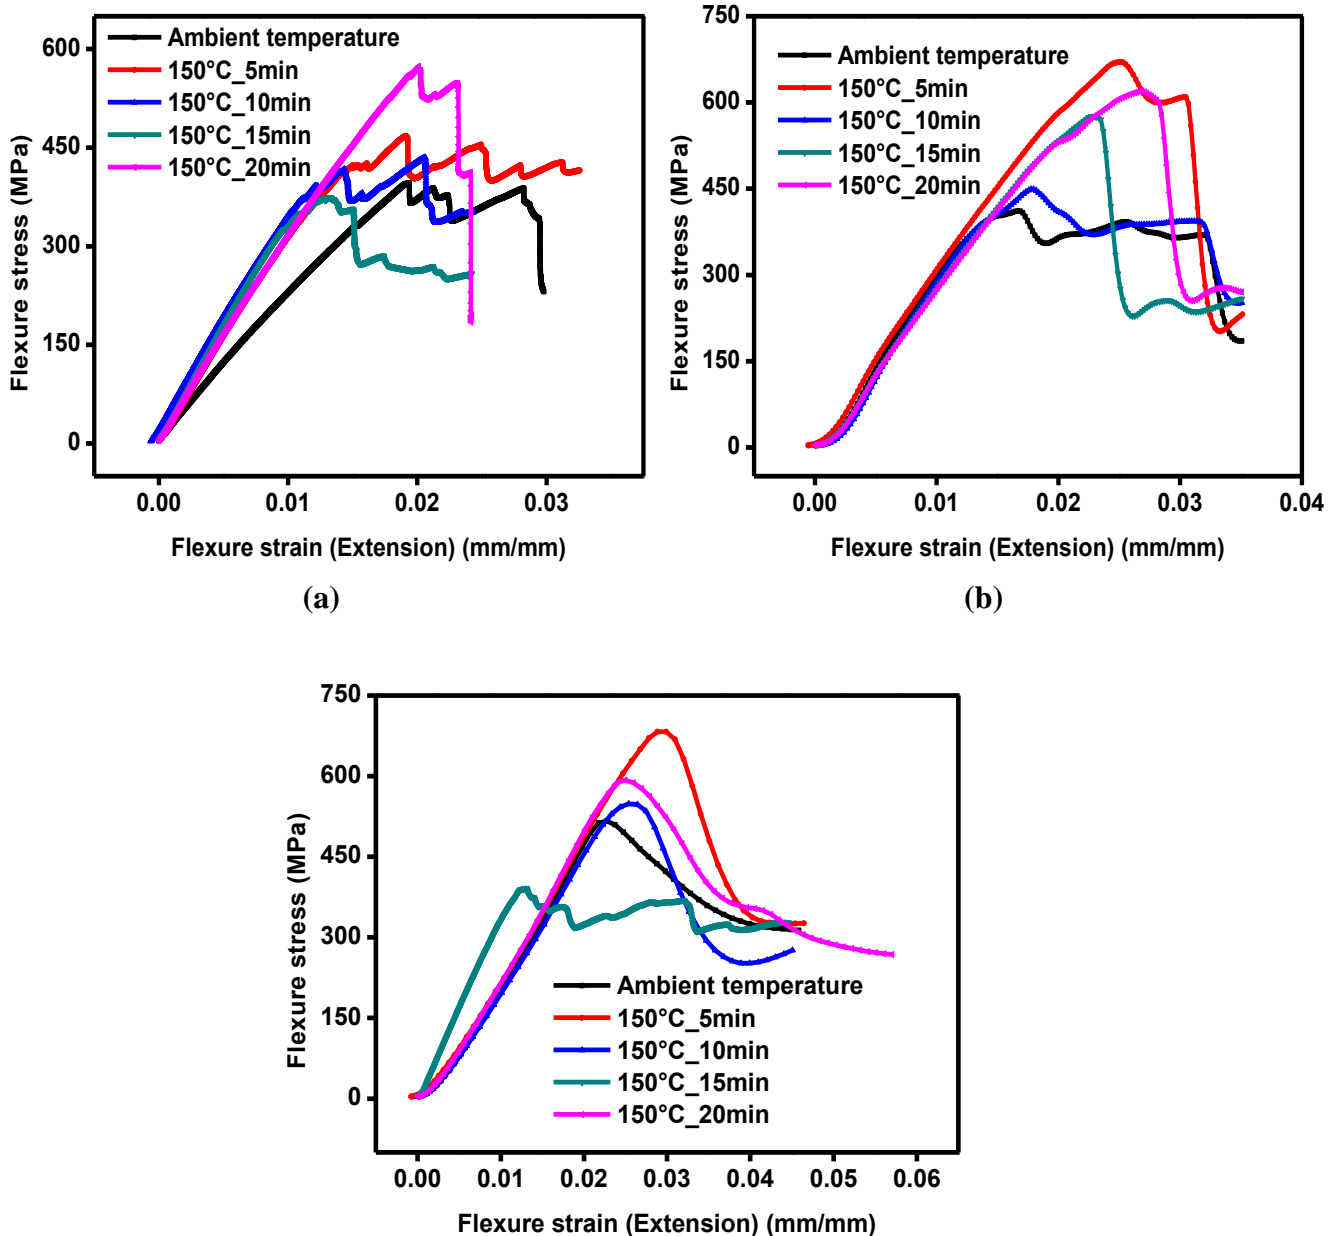 600
450
300
150
0
Flexure stress (MPa)
Ambient temperature
150°C_5min
150°C_10min
150°C_15min
150°C_20min
0.00 0.01 0.02 0.03
Flexure strain (Extension) (mm/mm)
(a)
750
600
450
300
150
0
Flexure stress (MPa)
Ambient temperature
150°C_5min
150°C_10min
150°C_15min
150°C_20min
0.00 0.01 0.02 0.03 0.04
Flexure strain (Extension) (mm/mm)
(b)
750
600
450
300
150
0
Flexure stress (MPa)
Ambient temperature
150°C_5min
150°C_10min
150°C_15min
150°C_20min
0.00 0.01 0.02 0.03 0.04 0.05 0.06
Flexure strain (Extension) (mm/mm)